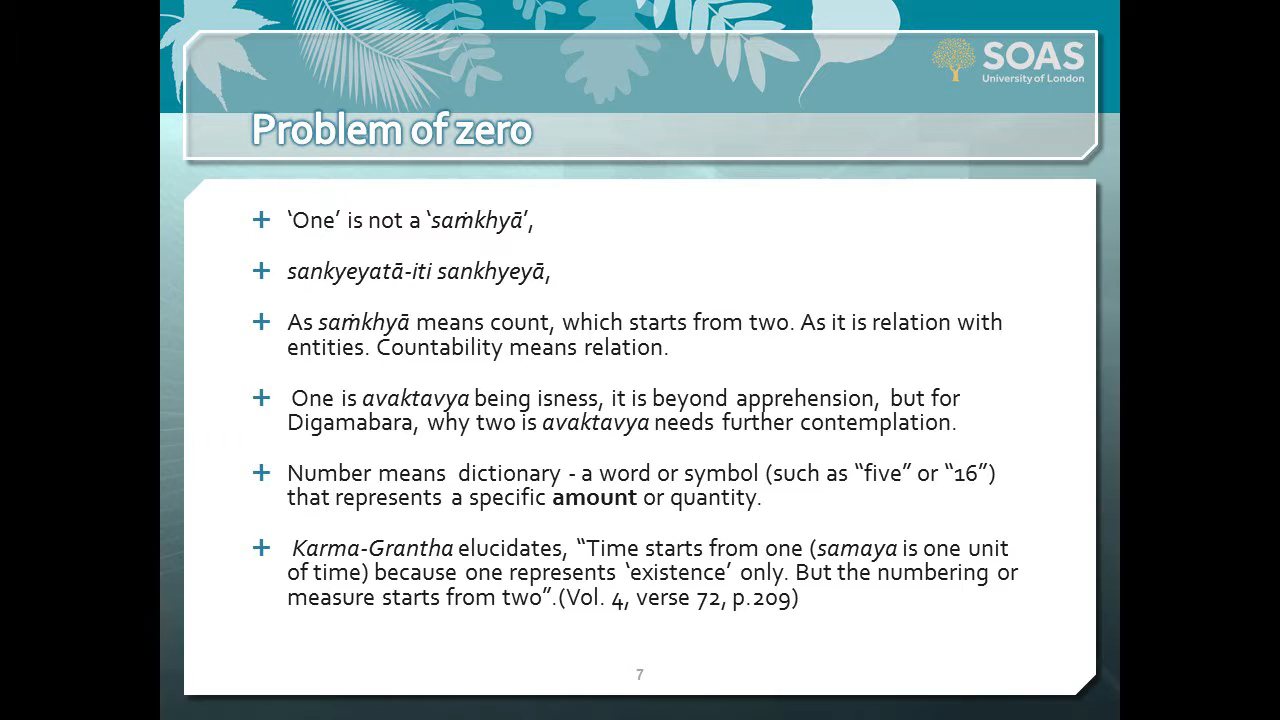 SOAS
University of London
Problem of zero
‘One’ is not a ‘saṁkhyā’,
sankyeyatā-iti sankhyeyā,
As saṁkhyā means count, which starts from two. As it is relation with
entities. Countability means relation.
One is avaktavya being isness, it is beyond apprehension, but for
Digamabara, why two is avaktavya needs further contemplation.
Number means dictionary - a word or symbol (such as “five” or “16”)
that represents a specific amount or quantity.
Karma-Grantha elucidates, “Time starts from one (samaya is one unit
of time) because one represents ‘existence’ only. But the numbering or
measure starts from two”.(Vol. 4, verse 72, p.209)
7